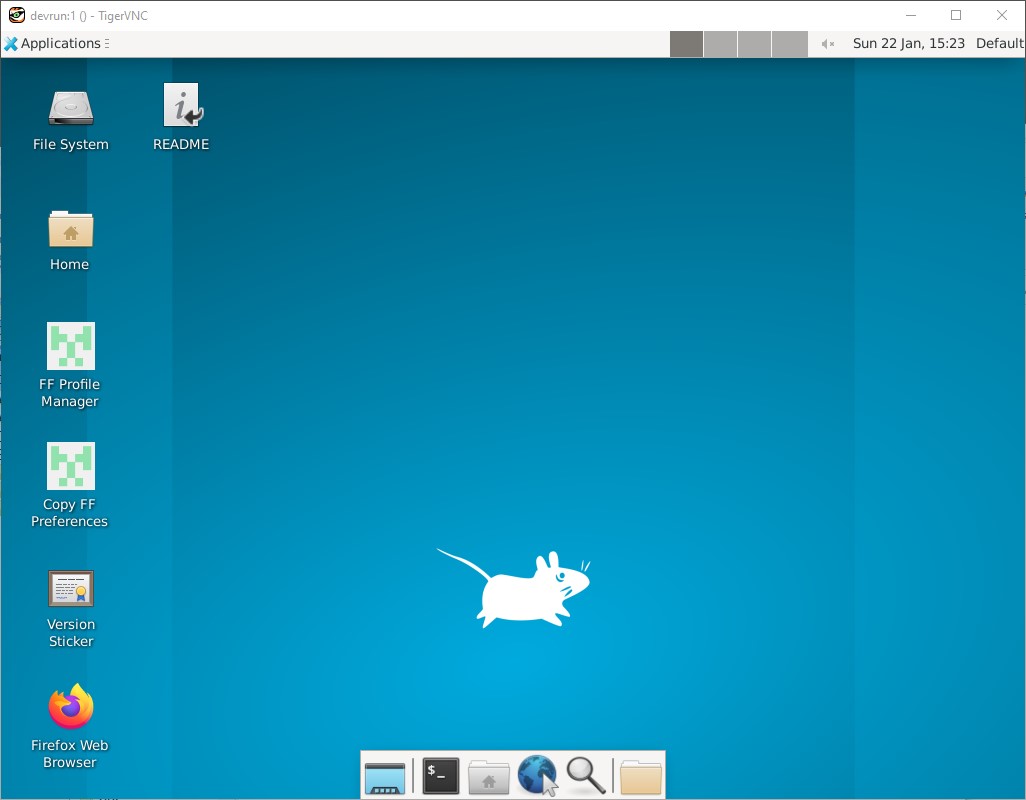 devrun:1 () - TigerVNC
Applications
Sun 22 Jan, 15:23
Default
File System
README
Home
FF Profile
Manager
Copy FF
Preferences
Version
Sticker
Firefox Web
Browser
$_